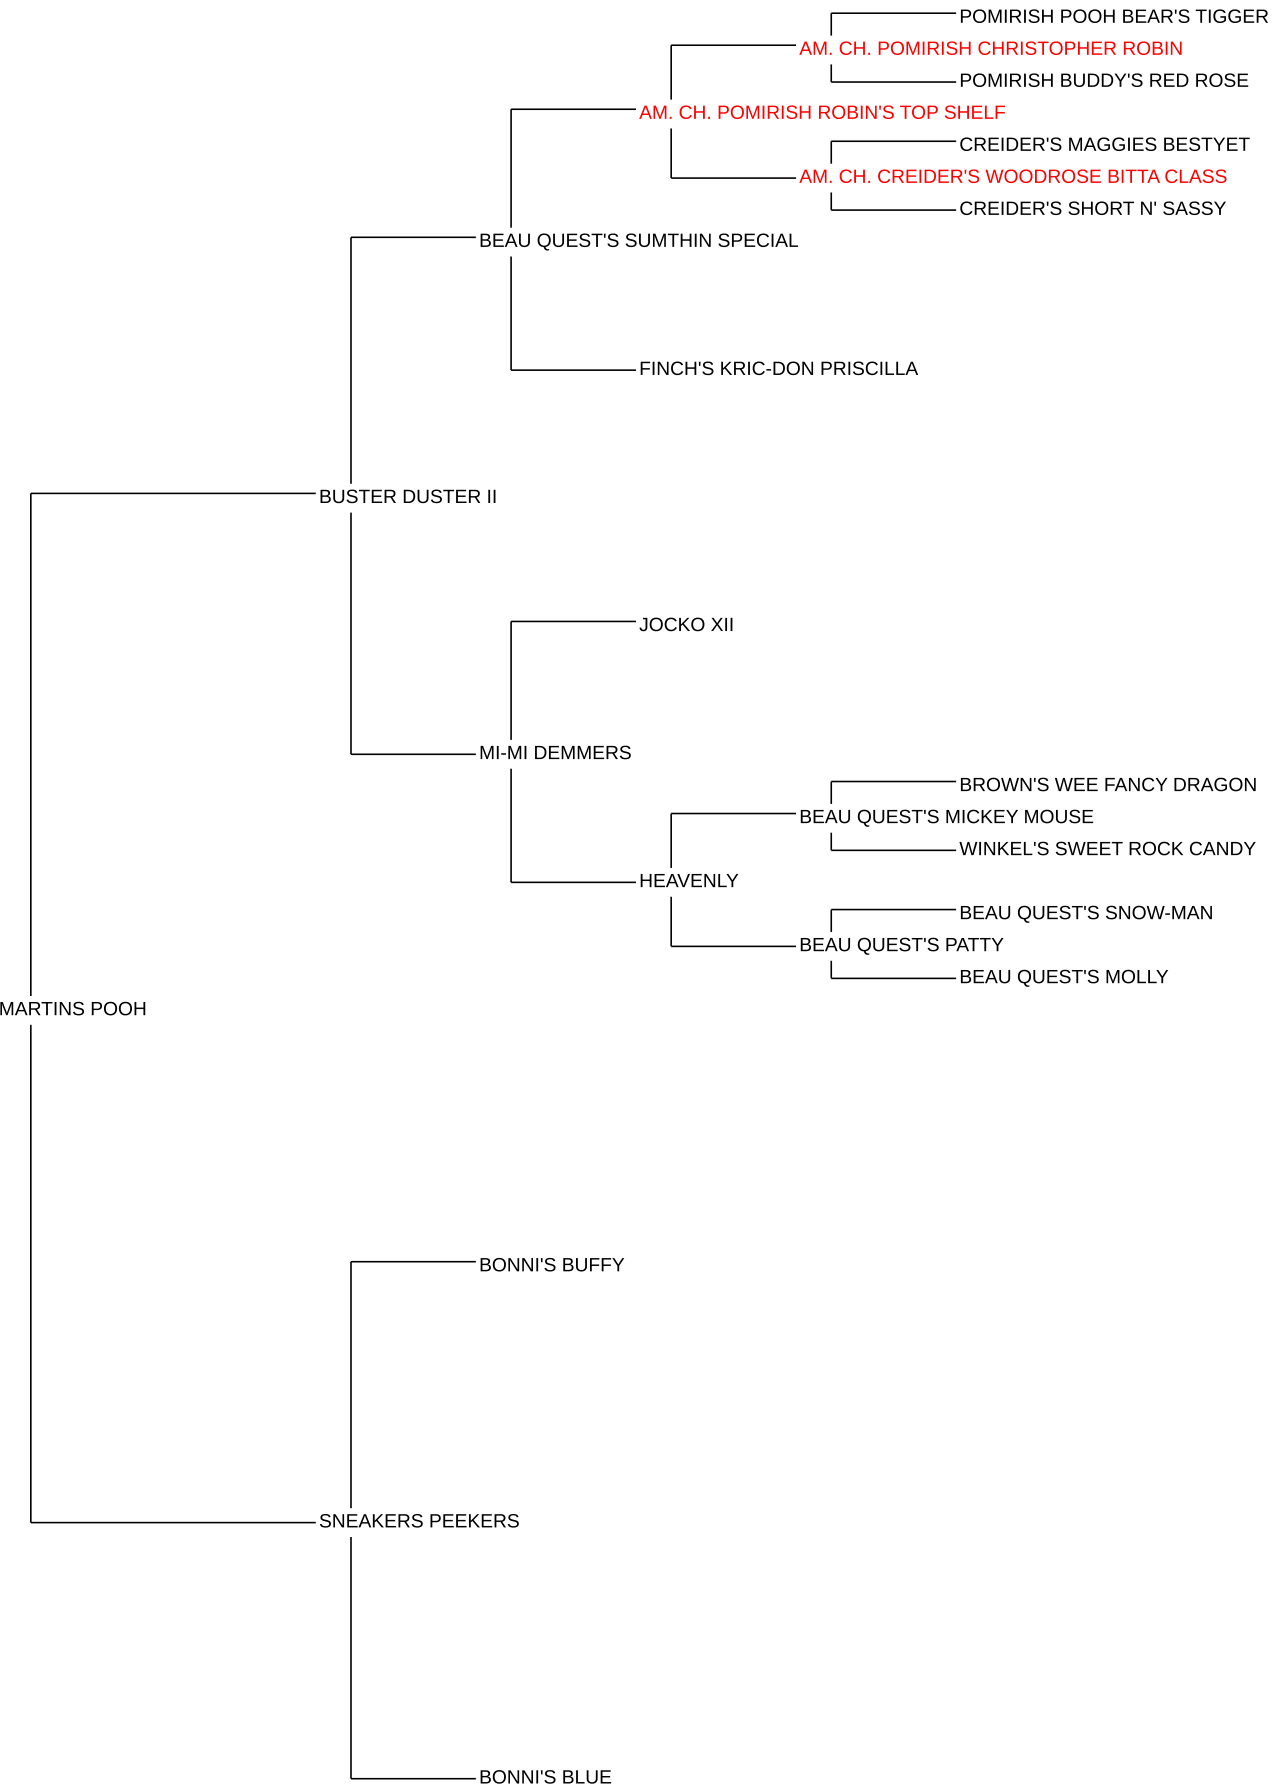 POMIRISH POOH BEAR'S TIGGER
AM. CH. POMIRISH CHRISTOPHER ROBIN
POMIRISH BUDDY'S RED ROSE
AM. CH. POMIRISH ROBIN'S TOP SHELF
CREIDER'S MAGGIES BESTYET
AM. CH. CREIDER'S WOODROSE BITTA CLASS
CREIDER'S SHORT N' SASSY
BEAU QUEST'S SUMTHIN SPECIAL
FINCH'S KRIC-DON PRISCILLA
BUSTER DUSTER II
JOCKO XII
MI-MI DEMMERS
BROWN'S WEE FANCY DRAGON
BEAU QUEST'S MICKEY MOUSE
WINKEL'S SWEET ROCK CANDY
HEAVENLY
BEAU QUEST'S SNOW-MAN
BEAU QUEST'S PATTY
BEAU QUEST'S MOLLY
MARTINS POOH
BONNI'S BUFFY
SNEAKERS PEEKERS
BONNI'S BLUE